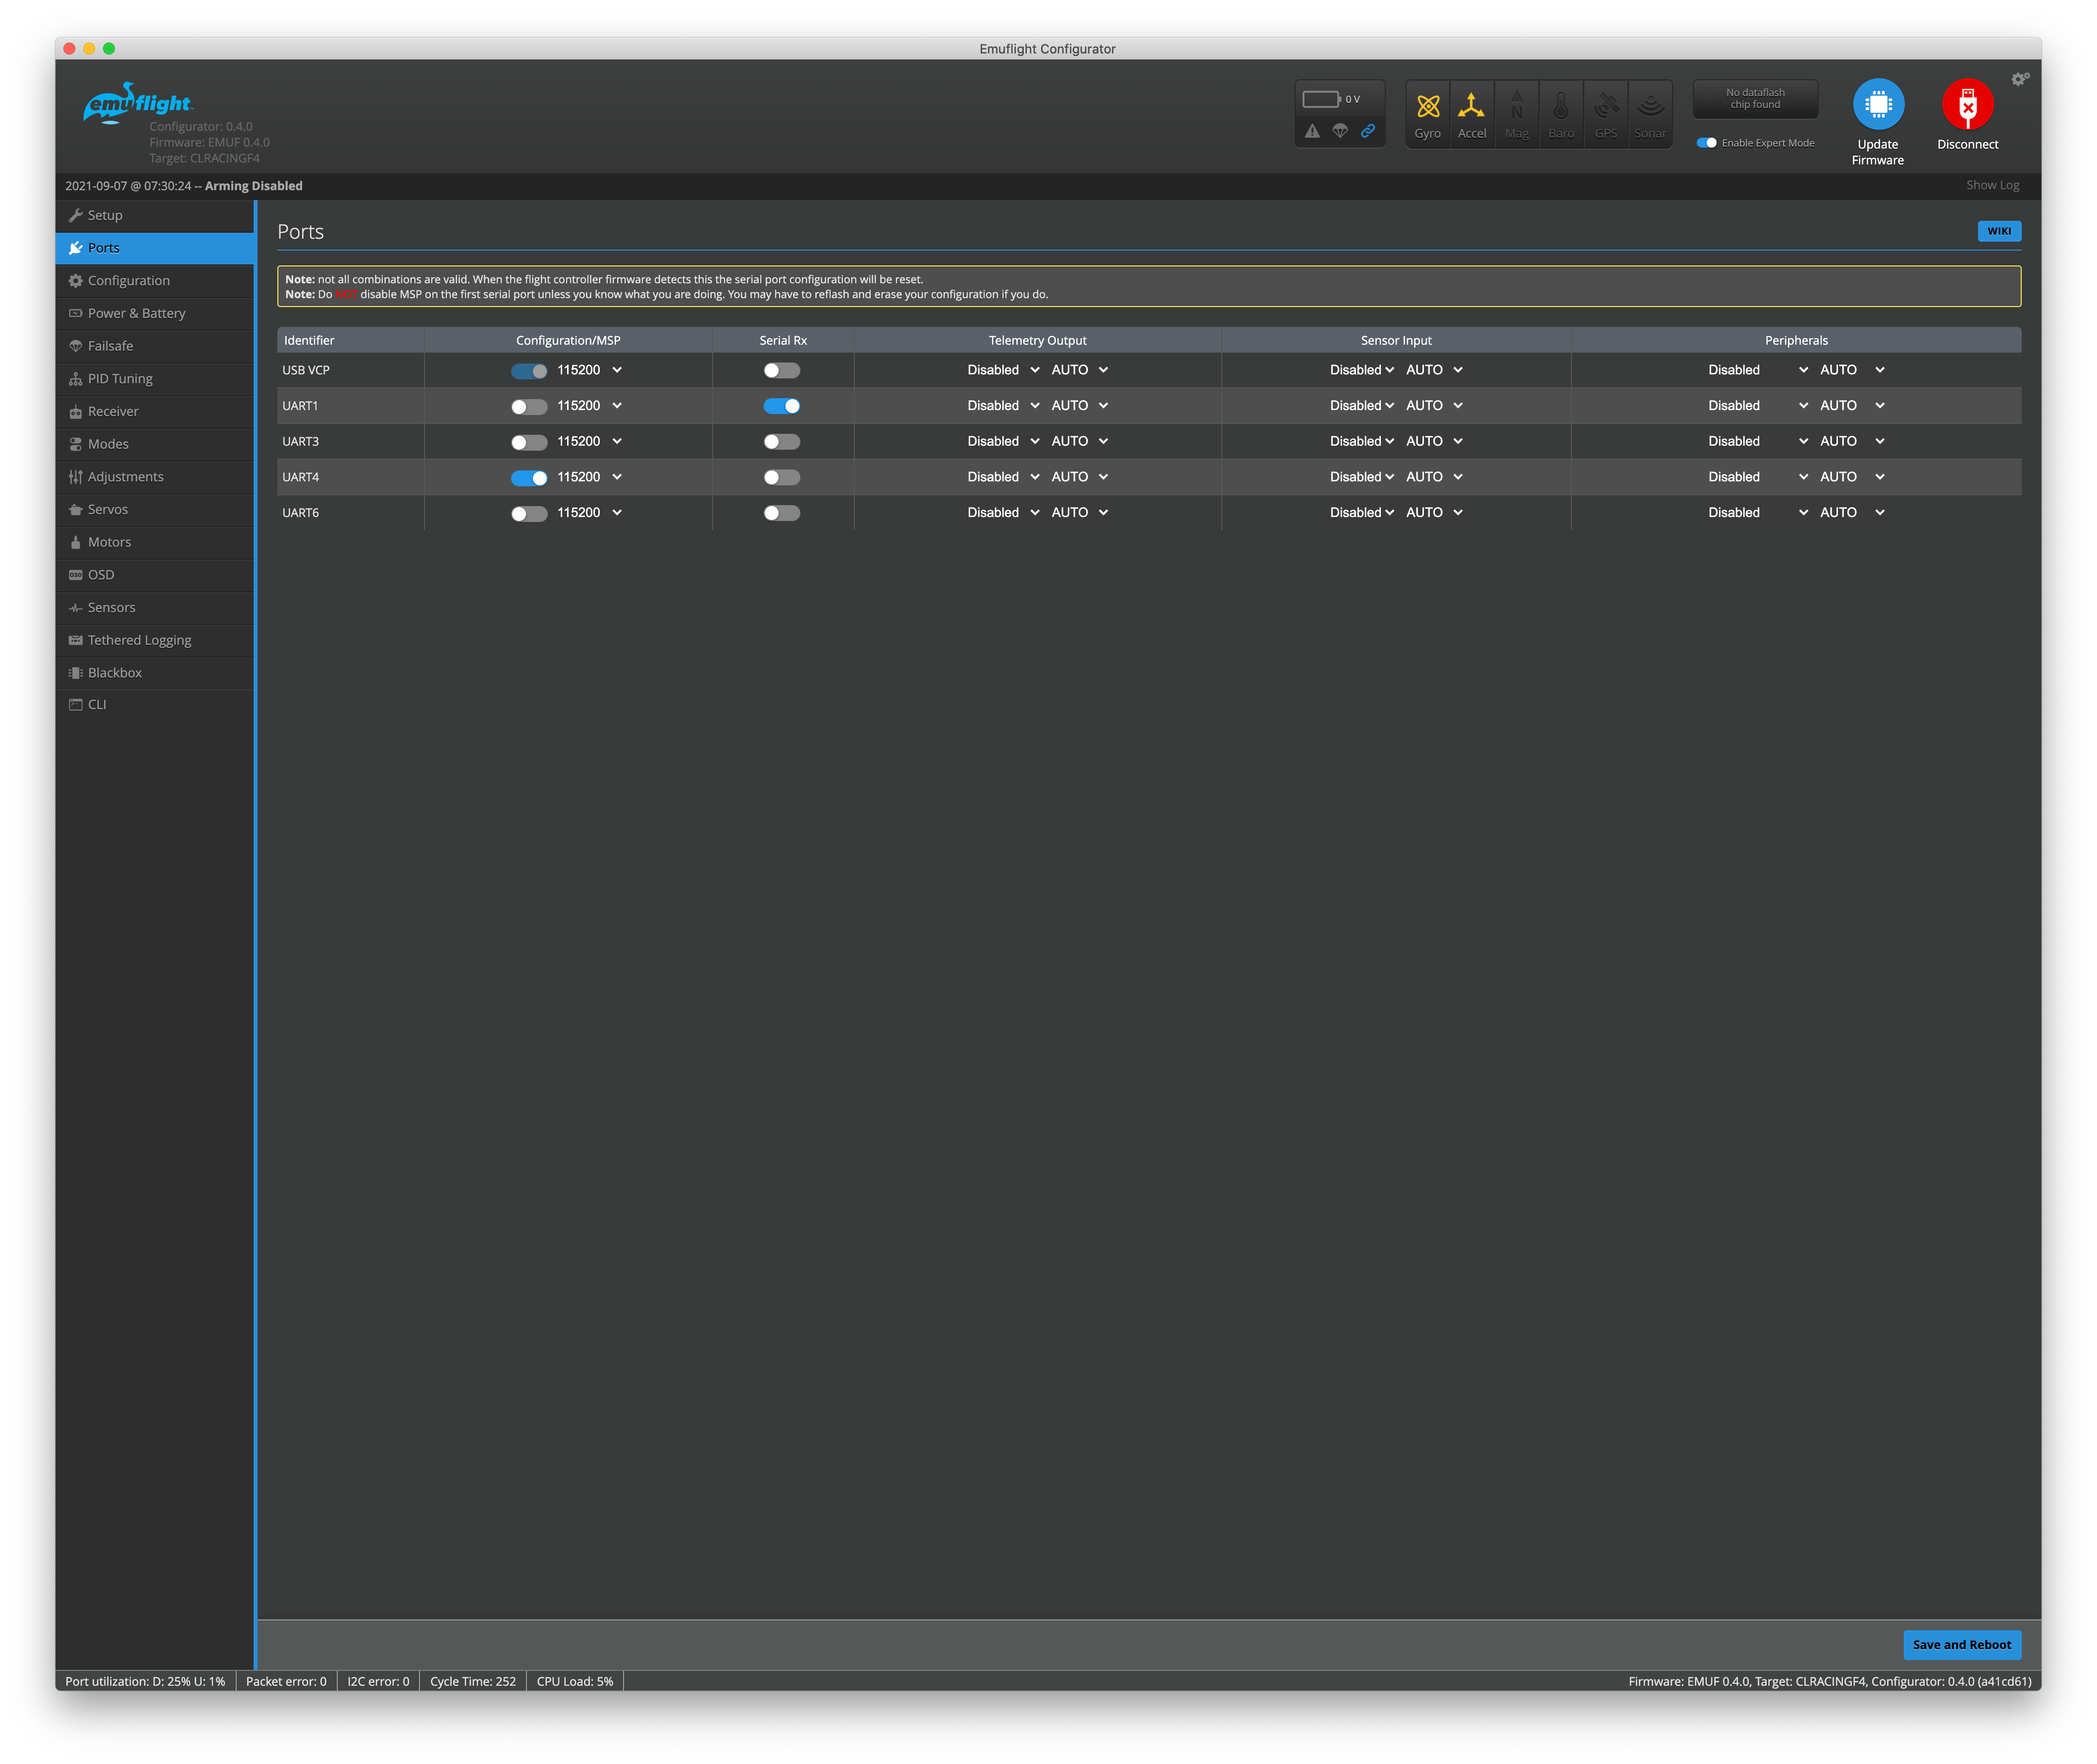 Emuflight Configurator
emuflight
Configurator: 0.4.0
Firmware: EMUF 0.4.0
Target: CLRACINGF4
0 V
Gyro Accel Mag Baro GPS Sonar
No dataflash
chip found
Enable Expert Mode
Update
Firmware
Disconnect
2021-09-07 @ 07:30:24 -- Arming Disabled
Show Log
Setup
Ports
Configuration
Power & Battery
Failsafe
PID Tuning
Receiver
Modes
Adjustments
Servos
Motors
OSD
Sensors
Tethered Logging
Blackbox
CLI
Ports
WIKI
Note: not all combinations are valid. When the flight controller firmware detects this the serial port configuration will be reset.
Note: Do NOT disable MSP on the first serial port unless you know what you are doing. You may have to reflash and erase your configuration if you do.
Identifier Configuration/MSP Serial Rx Telemetry Output Sensor Input Peripherals
USB VCP 115200 Disabled AUTO Disabled AUTO Disabled AUTO
UART1 115200 Disabled AUTO Disabled AUTO Disabled AUTO
UART3 115200 Disabled AUTO Disabled AUTO Disabled AUTO
UART4 115200 Disabled AUTO Disabled AUTO Disabled AUTO
UART6 115200 Disabled AUTO Disabled AUTO Disabled AUTO
Save and Reboot
Port utilization: D: 25% U: 1% Packet error: 0 I2C error: 0 Cycle Time: 252 CPU Load: 5%
Firmware: EMUF 0.4.0, Target: CLRACINGF4, Configurator: 0.4.0 (a41cd61)